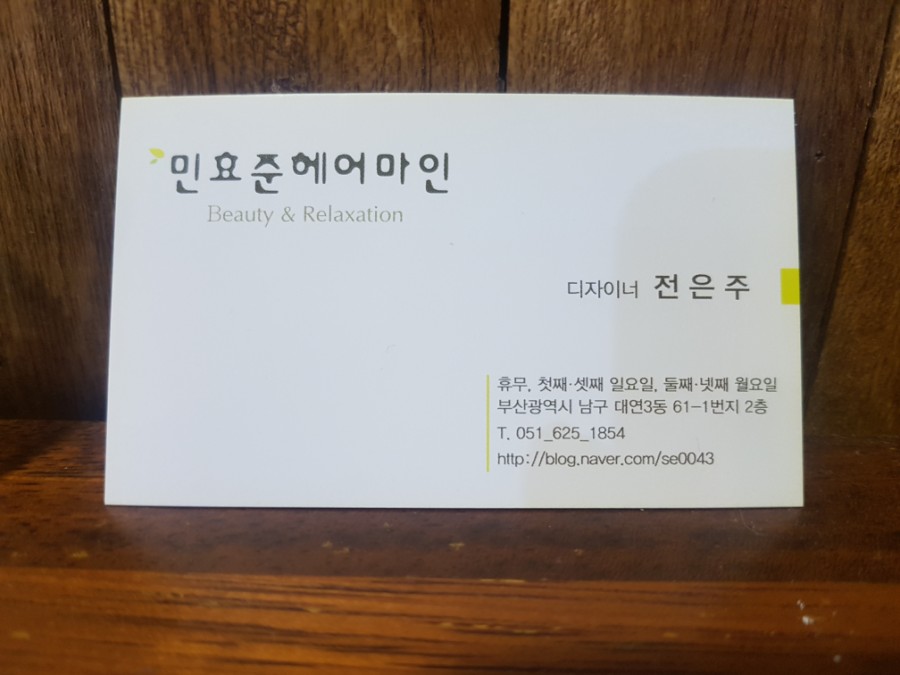 민효준헤어마인
Beauty & Relaxation
디자이너 전은주
휴무, 첫째·셋째 일요일, 둘째·넷째 월요일
부산광역시 남구 대연3동 61-1번지 2층
T. 051_625_1854
http://blog.naver.com/se0043